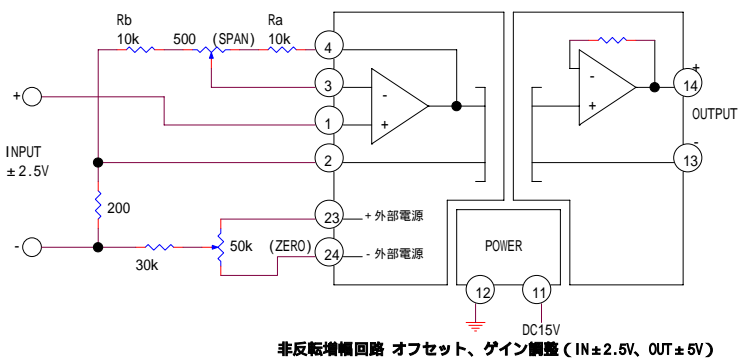 Rb
10k
500 (SPAN)
Ra
10k
4
3
1
2
23
24
+
-
INPUT
±2.5V
200
30k
50k
(ZERO)
-
+
+外部電源
-外部電源
POWER
12
11
DC15V
-
+
14
+
OUTPUT
-
13
非反転増幅回路 オフセット、ゲイン調整(IN±2.5V、OUT±5V)